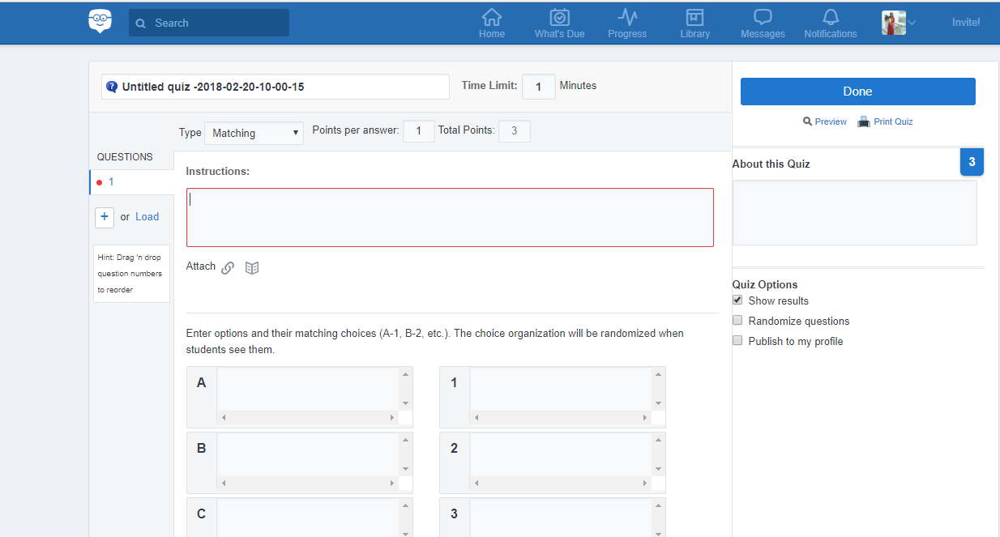 Search
Home
What's Due
Progress
Library
Messages
Notifications
Invite!
? Untitled quiz -2018-02-20-10-00-15
Time Limit: 1 Minutes
Done
Preview Print Quiz
Type Matching Points per answer: 1 Total Points: 3
QUESTIONS
1
+ or Load
Hint: Drag 'n drop
question numbers
to reorder
Instructions:
Attach
Enter options and their matching choices (A-1, B-2, etc.). The choice organization will be randomized when
students see them.
A 1
B 2
C 3
About this Quiz 3
Quiz Options
Show results
Randomize questions
Publish to my profile